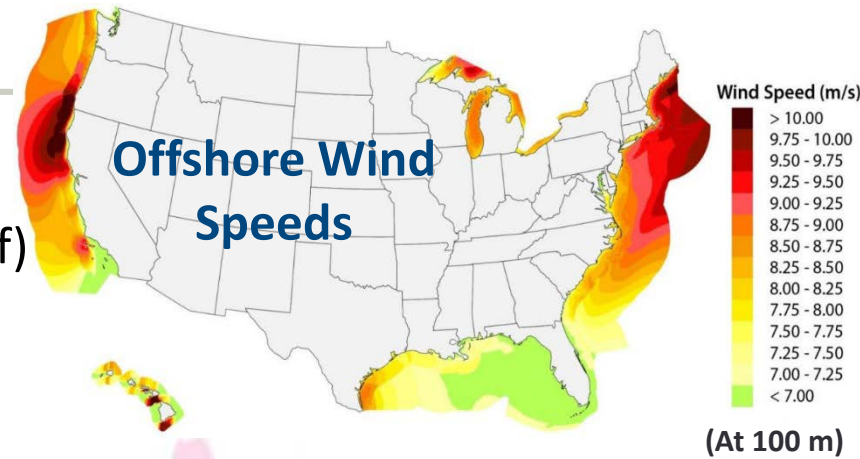 Offshore Wind
Speeds
f)
Wind Speed (m/s)
> 10.00
9.75 - 10.00
9.50 - 9.75
9.25 - 9.50
9.00 - 9.25
8.75 - 9.00
8.50 - 8.75
8.25 - 8.50
8.00 - 8.25
7.75 - 8.00
7.50 - 7.75
7.25 - 7.50
7.00 - 7.25
< 7.00
(At 100 m)